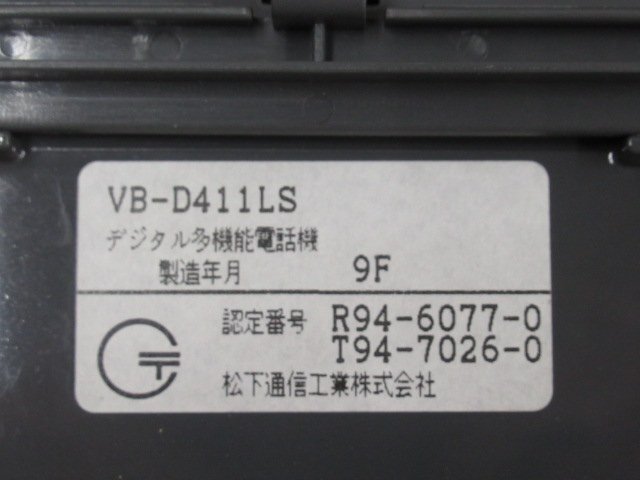 VB-D411LS
デジタル多機能電話機
製造年月 9F
認定番号 R94-6077-0
T94-7026-0
松下通信工業株式会社